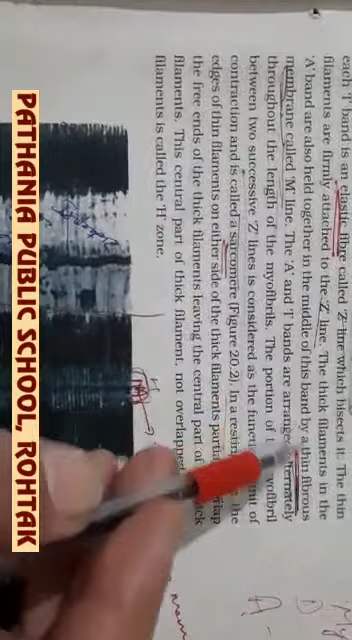 each 'I' band is an elastic fibre called 'Z' line which bisects it. The thin
filaments are firmly attached to the 'Z' line. The thick filaments in the
'A' band are also held together in the middle of this band by a thin fibrous
membrane called 'M' line. The 'A' and 'I' bands are arranged alternately
throughout the length of the myofibrils. The portion of the myofibril
between two successive 'Z' lines is considered as the functional unit of
contraction and is called a sarcomere (Figure 20.2). In a resting the
edges of thin filaments on either side of the thick filaments partially overlap
the free ends of the thick filaments leaving the central part of thick
filaments. This central part of thick filament, not overlapped
filaments is called the 'H' zone.
PATHANIA PUBLIC SCHOOL, ROHTAK